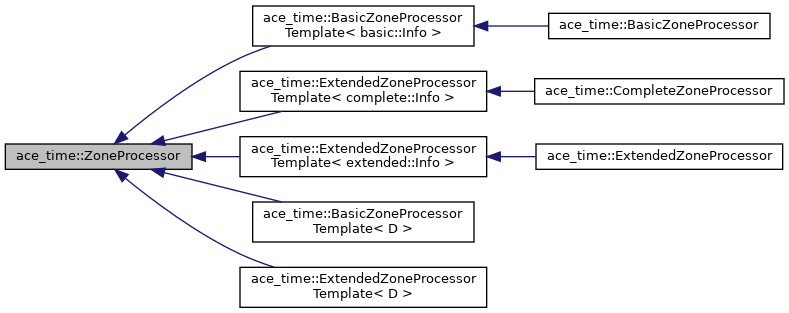 ace_time::ZoneProcessor
ace_time::BasicZoneProcessor
Template< basic::Info >
ace_time::BasicZoneProcessor
ace_time::ExtendedZoneProcessor
Template< complete::Info >
ace_time::CompleteZoneProcessor
ace_time::ExtendedZoneProcessor
Template< extended::Info >
ace_time::ExtendedZoneProcessor
ace_time::BasicZoneProcessor
Template< D >
ace_time::ExtendedZoneProcessor
Template< D >